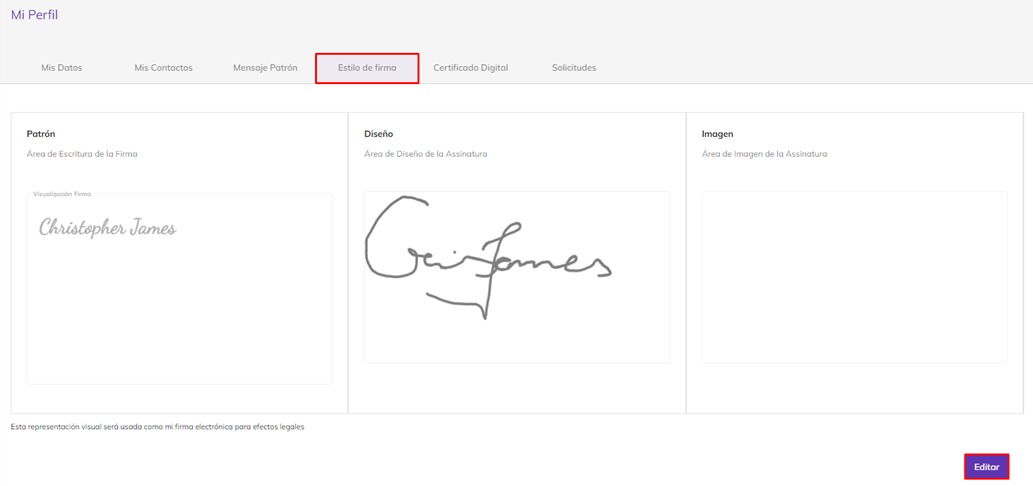 Mi Perfil
Mis Datos
Mis Contactos
Mensaje Patrón
Estilo de firma
Certificado Digital
Solicitudes
Patrón
Área de Escritura de la Firma
Visualización Firma
Christopher James
Diseño
Área de Diseño de la Assinatura
James
Imagen
Área de Imagen de la Assinatura
Esta representación visual será usada como mi firma electrónica para efectos legales
Editar